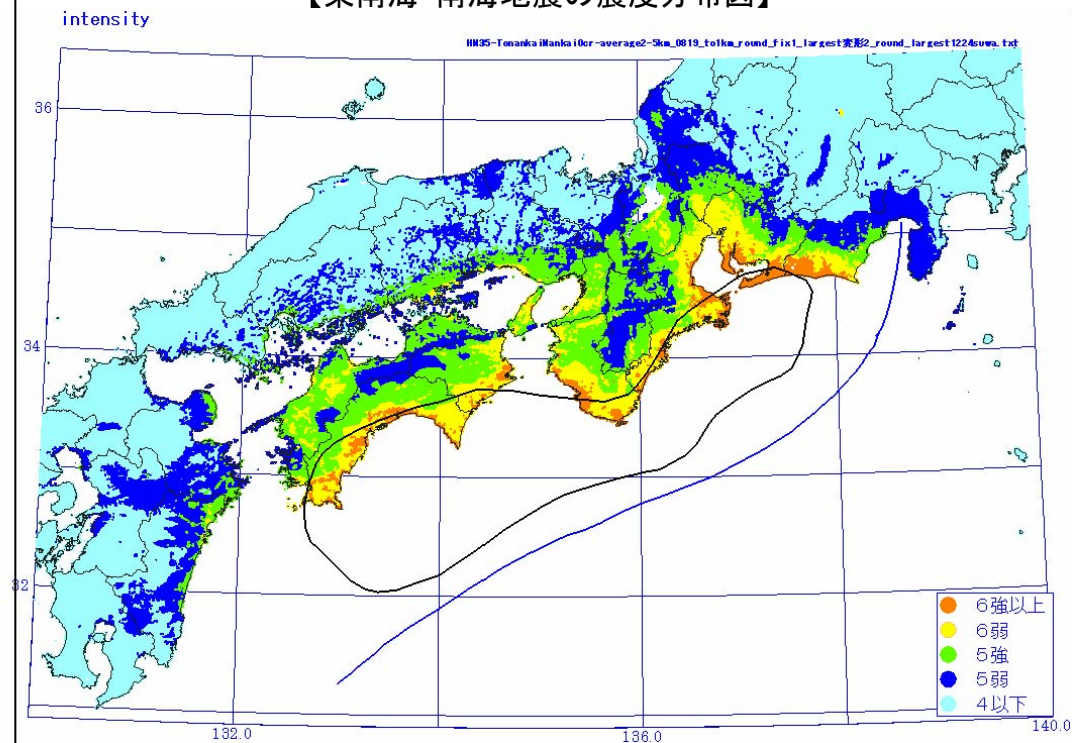 【東南海・南海地震の震度分布図】
intensity
HM35-TonankaiNankaiOcr-average2-5km_0819_to1km_round_fix1_largest変形2_round_largest1224suwa.txt
36
34
32
132.0
136.0
140.0
6強以上
6弱
5強
5弱
4以下